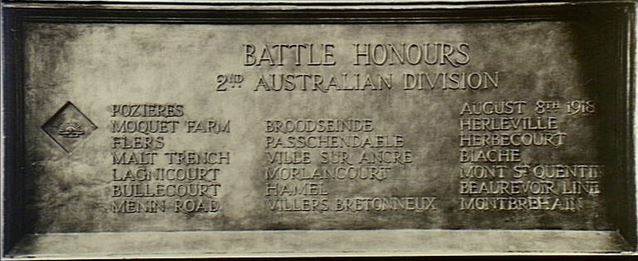 BATTLE HONOURS
2ND AUSTRALIAN DIVISION
POZIERES
MOQUET FARM
FLERS
MALT TRENCH
LAGNICOURT
BULLECOURT
MENIN ROAD
BROODSEINDE
PASSCHENDAELE
VILLE SUR ANCRE
MORLANCOURT
HAMEL
VILLERS BRETONNEUX
AUGUST 8TH 1918
HERLEVILLE
HERBECOURT
BIACHE
MONT ST QUENTIN
BEAUREVOIR LINE
MONTBREHAIN